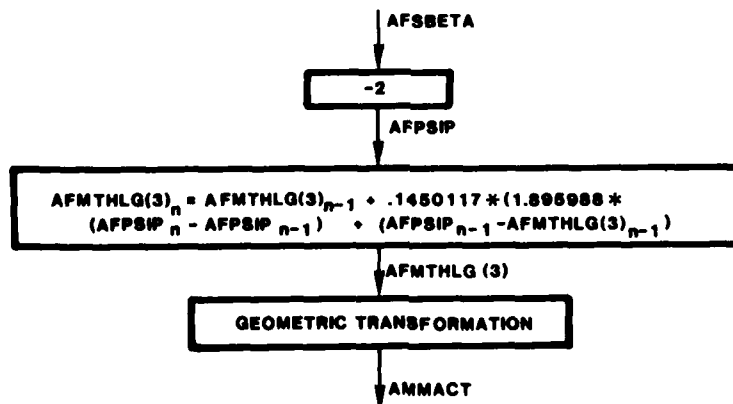 AFSBETA
-2
AFPSIP
AFMTHLG(3)n = AFMTHLG(3)n-1 + .1450117*(1.895988*
(AFPSIP n - AFPSIP n-1) + (AFPSIPn-1-AFMTHLG(3)n-1)
AFMTHLG (3)
GEOMETRIC TRANSFORMATION
AMMACT